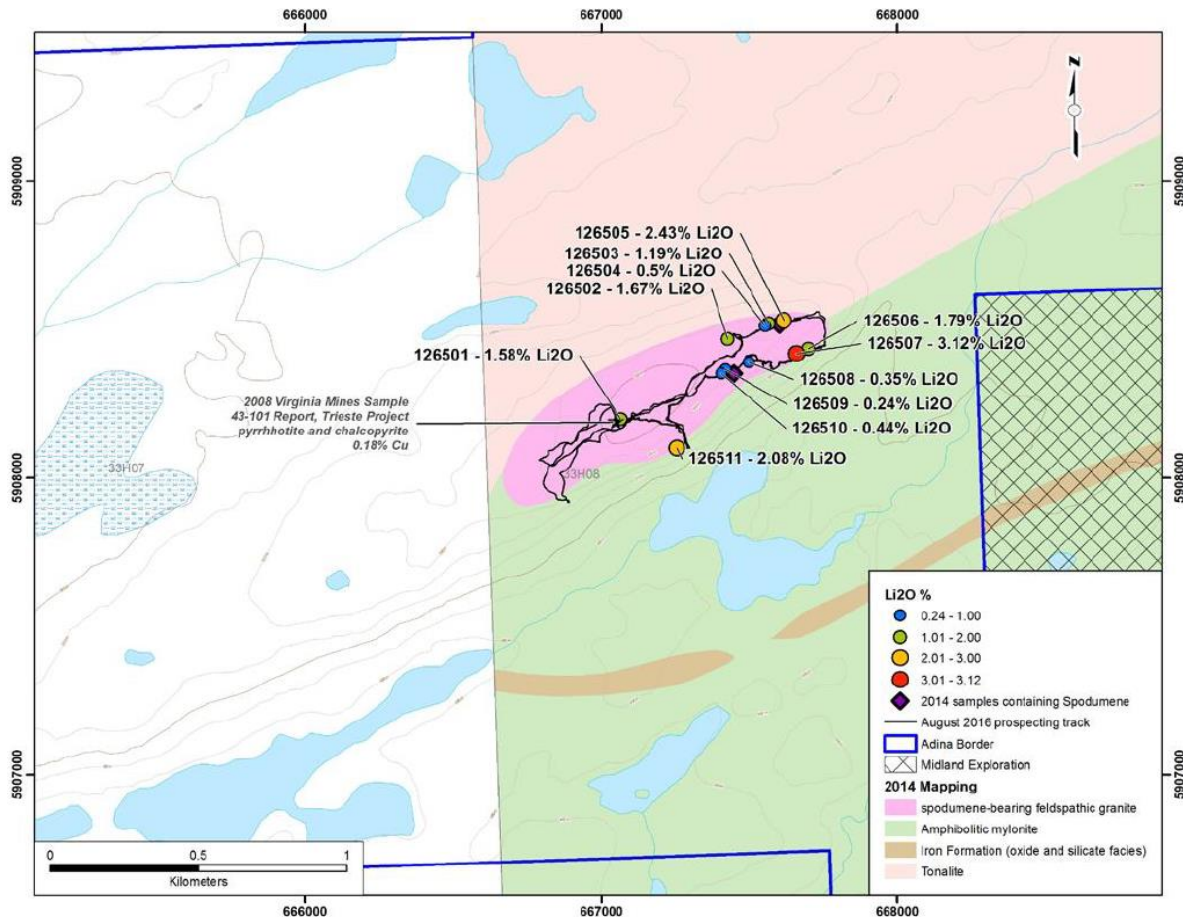 666000
667000
668000
N
5909000
5909000
126505 - 2.43% Li2O
126503 - 1.19% Li2O
126504 - 0.5% Li2O
126502 - 1.67% Li2O
126506 - 1.79% Li2O
126507 - 3.12% Li2O
126501 - 1.58% Li2O
126508 - 0.35% Li2O
2008 Virginia Mines Sample
43-101 Report, Trieste Project
pyrrhotite and chalcopyrite
0.18% Cu
126509 - 0.24% Li2O
126510 - 0.44% Li2O
126511 - 2.08% Li2O
33H07
33H08
5908000
5908000
Li2O %
0.24 - 1.00
1.01 - 2.00
2.01 - 3.00
3.01 - 3.12
2014 samples containing Spodumene
August 2016 prospecting track
Adina Border
Midland Exploration
2014 Mapping
spodumene-bearing feldspathic granite
Amphibolitic mylonite
Iron Formation (oxide and silicate facies)
Tonalite
5907000
5907000
0 0.5 1
Kilometers
666000
667000
668000